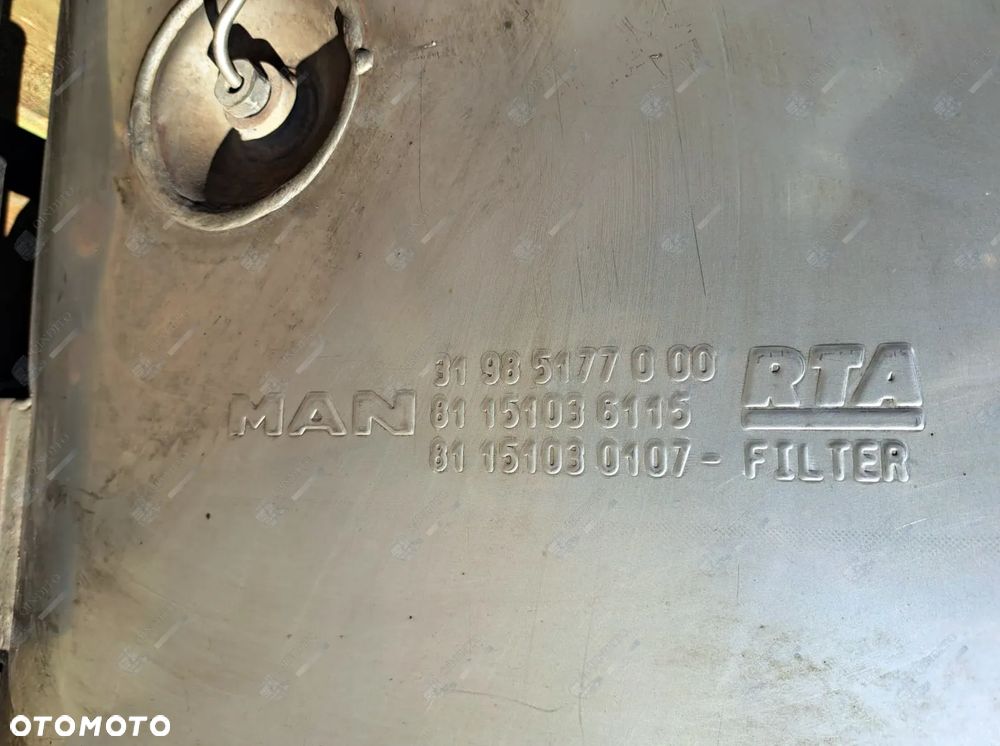 31 98 5177 0 00
MAN 81 15103 6115 RTA
81 15103 0107- FILTER
OTOMOTO